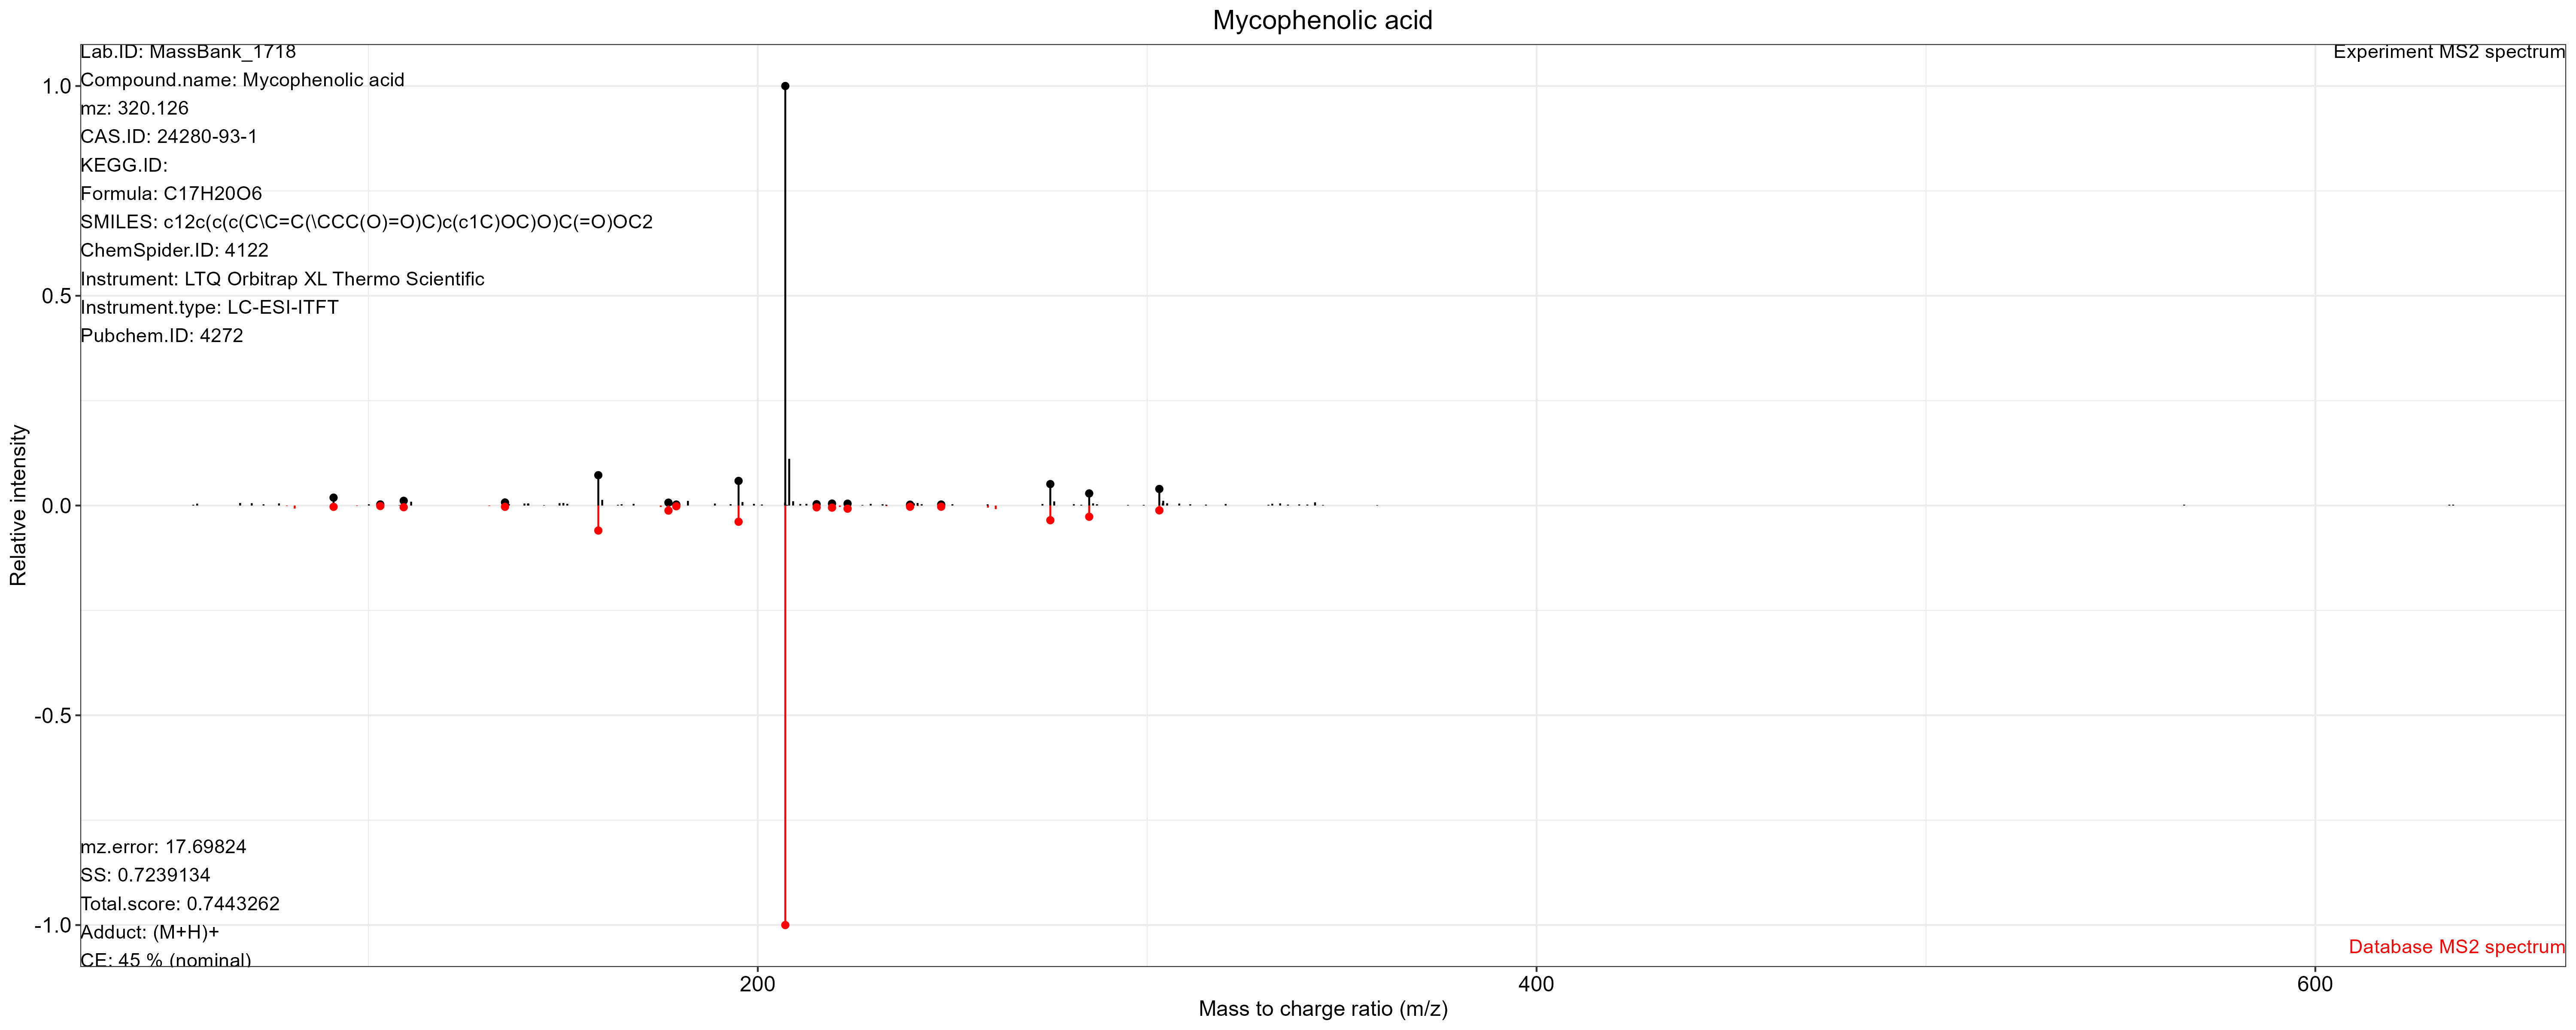 Mycophenolic acid
Lab.ID: MassBank_1718
Experiment MS2 spectrum
Compound.name: Mycophenolic acid
mz: 320.126
CAS.ID: 24280-93-1
KEGG.ID:
Formula: C17H20O6
SMILES: c12c(c(c(C\C=C(\CCC(O)=O)C)c(c1C)OC)O)C(=O)OC2
ChemSpider.ID: 4122
Instrument: LTQ Orbitrap XL Thermo Scientific
Instrument.type: LC-ESI-ITFT
Pubchem.ID: 4272
1.0
0.5
0.0
-0.5
-1.0
Relative intensity
mz.error: 17.69824
SS: 0.7239134
Total.score: 0.7443262
Adduct: (M+H)+
CE: 45 % (nominal)
Database MS2 spectrum
200
400
600
Mass to charge ratio (m/z)